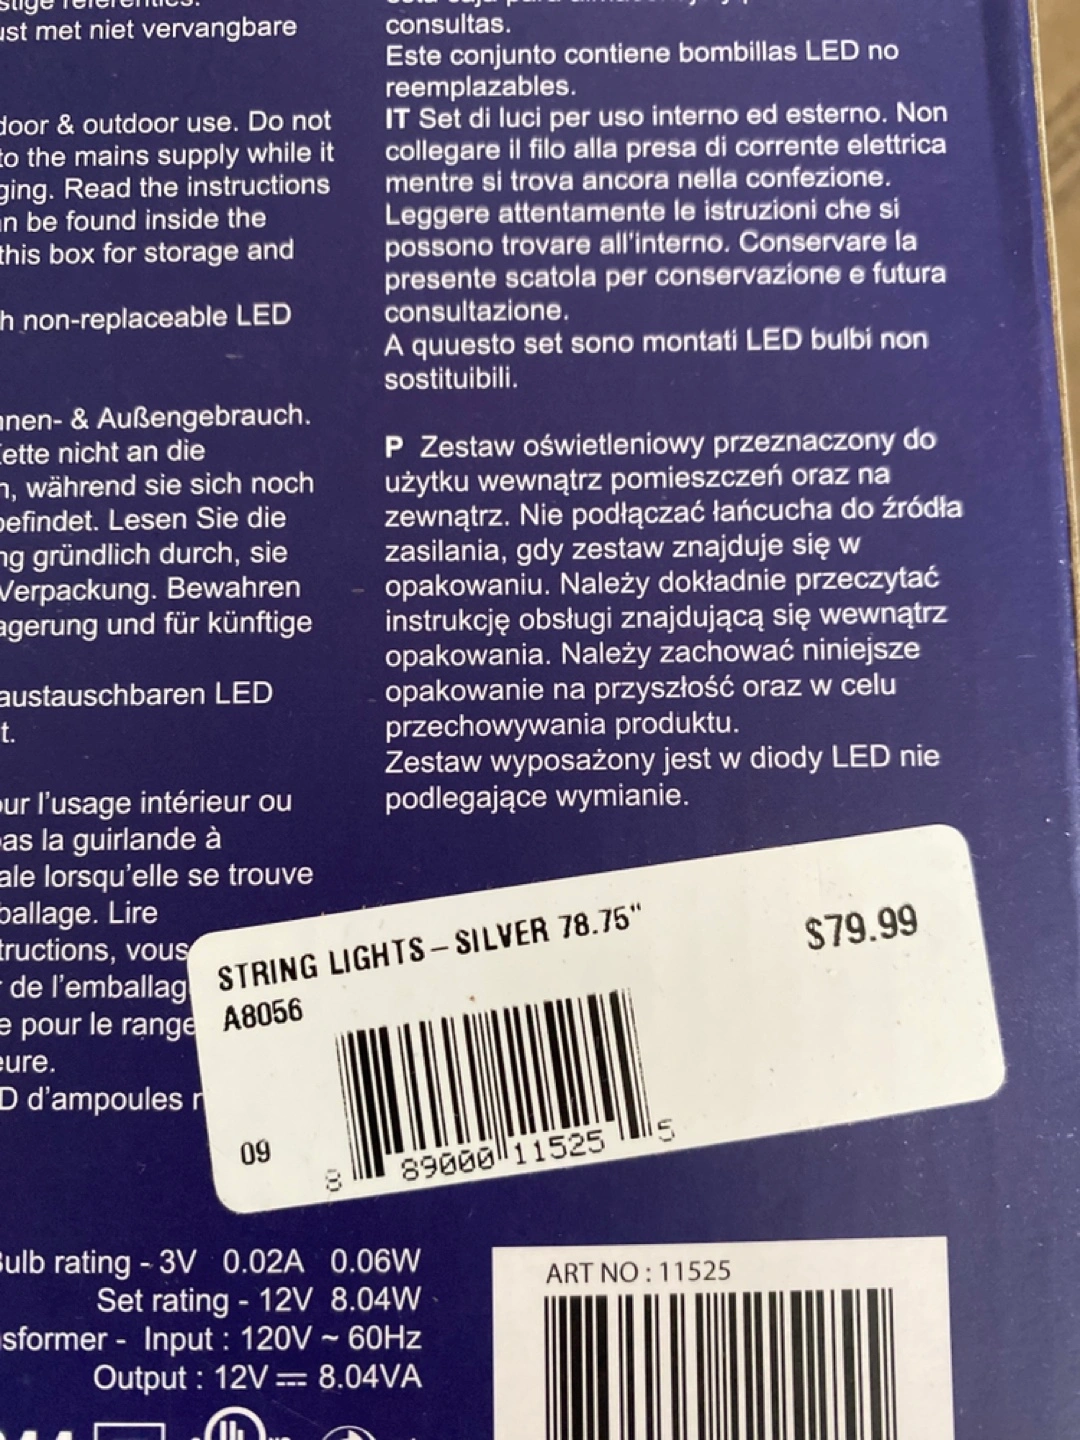 ust met niet vervangbare
door & outdoor use. Do not
to the mains supply while it
ging. Read the instructions
an be found inside the
this box for storage and
h non-replaceable LED
nnen- & Außengebrauch.
Kette nicht an die
n, während sie sich noch
befindet. Lesen Sie die
ng gründlich durch, sie
Verpackung. Bewahren
agerung und für künftige
austauschbaren LED
t.
our l'usage intérieur ou
pas la guirlande à
ale lorsqu'elle se trouve
ballage. Lire
tructions, vous
de l'emballag
e pour le range
eure.
D d'ampoules r
consultas.
Este conjunto contiene bombillas LED no
reemplazables.
IT Set di luci per uso interno ed esterno. Non
collegare il filo alla presa di corrente elettrica
mentre si trova ancora nella confezione.
Leggere attentamente le istruzioni che si
possono trovare all'interno. Conservare la
presente scatola per conservazione e futura
consultazione.
A quuesto set sono montati LED bulbi non
sostituibili.
P Zestaw oświetleniowy przeznaczony do
użytku wewnątrz pomieszczeń oraz na
zewnątrz. Nie podłączać łańcucha do źródła
zasilania, gdy zestaw znajduje się w
opakowaniu. Należy dokładnie przeczytać
instrukcję obsługi znajdującą się wewnątrz
opakowania. Należy zachować niniejsze
opakowanie na przyszłość oraz w celu
przechowywania produktu.
Zestaw wyposażony jest w diody LED nie
podlegające wymianie.
STRING LIGHTS – SILVER 78.75"
$79.99
A8056
09
8 89000 11525 5
Bulb rating - 3V 0.02A 0.06W
Set rating - 12V 8.04W
nsformer - Input : 120V ~ 60Hz
Output : 12V ⎓ 8.04VA
ART NO : 11525